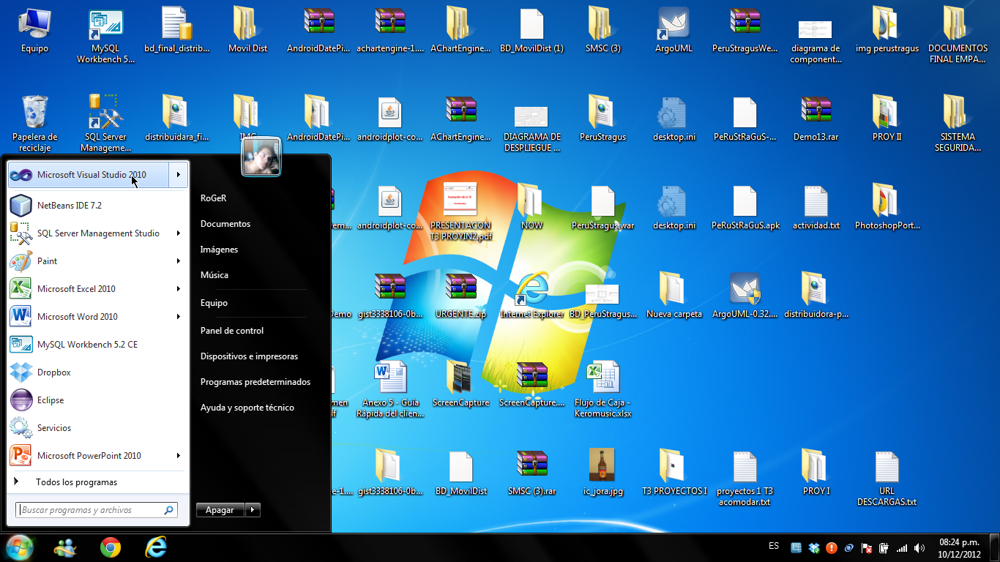 Equipo
MySQL
Workbench 5...
bd_final_distrib...
Movil Dist
AndroidDatePi...
achartengine-1....
AChartEngine...
BD_MovilDist (1)
SMSC (3)
ArgoUML
PeruStragusWe...
diagrama de
component...
img perustragus
DOCUMENTOS
FINAL EMPA...
Papelera de
reciclaje
SQL Server
Manageme...
distribuidara_fi...
IMG
AndroidDatePi...
androidplot-co...
AChartEngine...
DIAGRAMA DE
DESPLIEGUE ...
PeruStragus
desktop.ini
PeRuStRaGuS-...
Demo13.rar
PROY II
SISTEMA
SEGURIDA...
em...
androidplot-co...
PRESENTACON
T3 PROYIN2.pdf
NOW
PeruStragus.war
desktop.ini
PeRuStRaGuS.apk
actividad.txt
PhotoshopPort...
Demo
gist3338106-0b...
URGENTE.zip
Internet Explorer
BD_PeruStragus...
Nueva carpeta
ArgoUML-0.32....
distribuidora-p...
men
df
Anexo 5 - Guía
Rápida del clien...
ScreenCapture
ScreenCapture....
Flujo de Caja -
Keromusic.xlsx
e-1....
gist3338106-0b...
BD_MovilDist
SMSC (3).rar
ic_jora.jpg
T3 PROYECTOS I
proyectos 1 T3
acomodar.txt
PROY I
URL
DESCARGAS.txt
Microsoft Visual Studio 2010
NetBeans IDE 7.2
SQL Server Management Studio
Paint
Microsoft Excel 2010
Microsoft Word 2010
MySQL Workbench 5.2 CE
Dropbox
Eclipse
Servicios
Microsoft PowerPoint 2010
Todos los programas
Buscar programas y archivos
RoGeR
Documentos
Imágenes
Música
Equipo
Panel de control
Dispositivos e impresoras
Programas predeterminados
Ayuda y soporte técnico
Apagar
ES
08:24 p.m.
10/12/2012